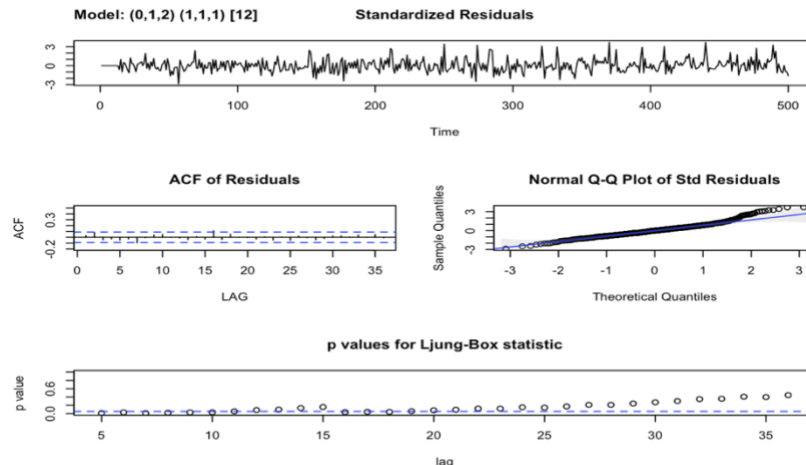 Model: (0,1,2) (1,1,1) [12] Standardized Residuals
3
0
-3
0 100 200 300 400 500
Time
ACF of Residuals
ACF
0.3
-0.2
0 5 10 15 20 25 30 35
LAG
Normal Q-Q Plot of Std Residuals
Sample Quantiles
3
0
-3
-3 -2 -1 0 1 2 3
Theoretical Quantiles
p values for Ljung-Box statistic
p value
0.6
0.0
5 10 15 20 25 30 35
lag